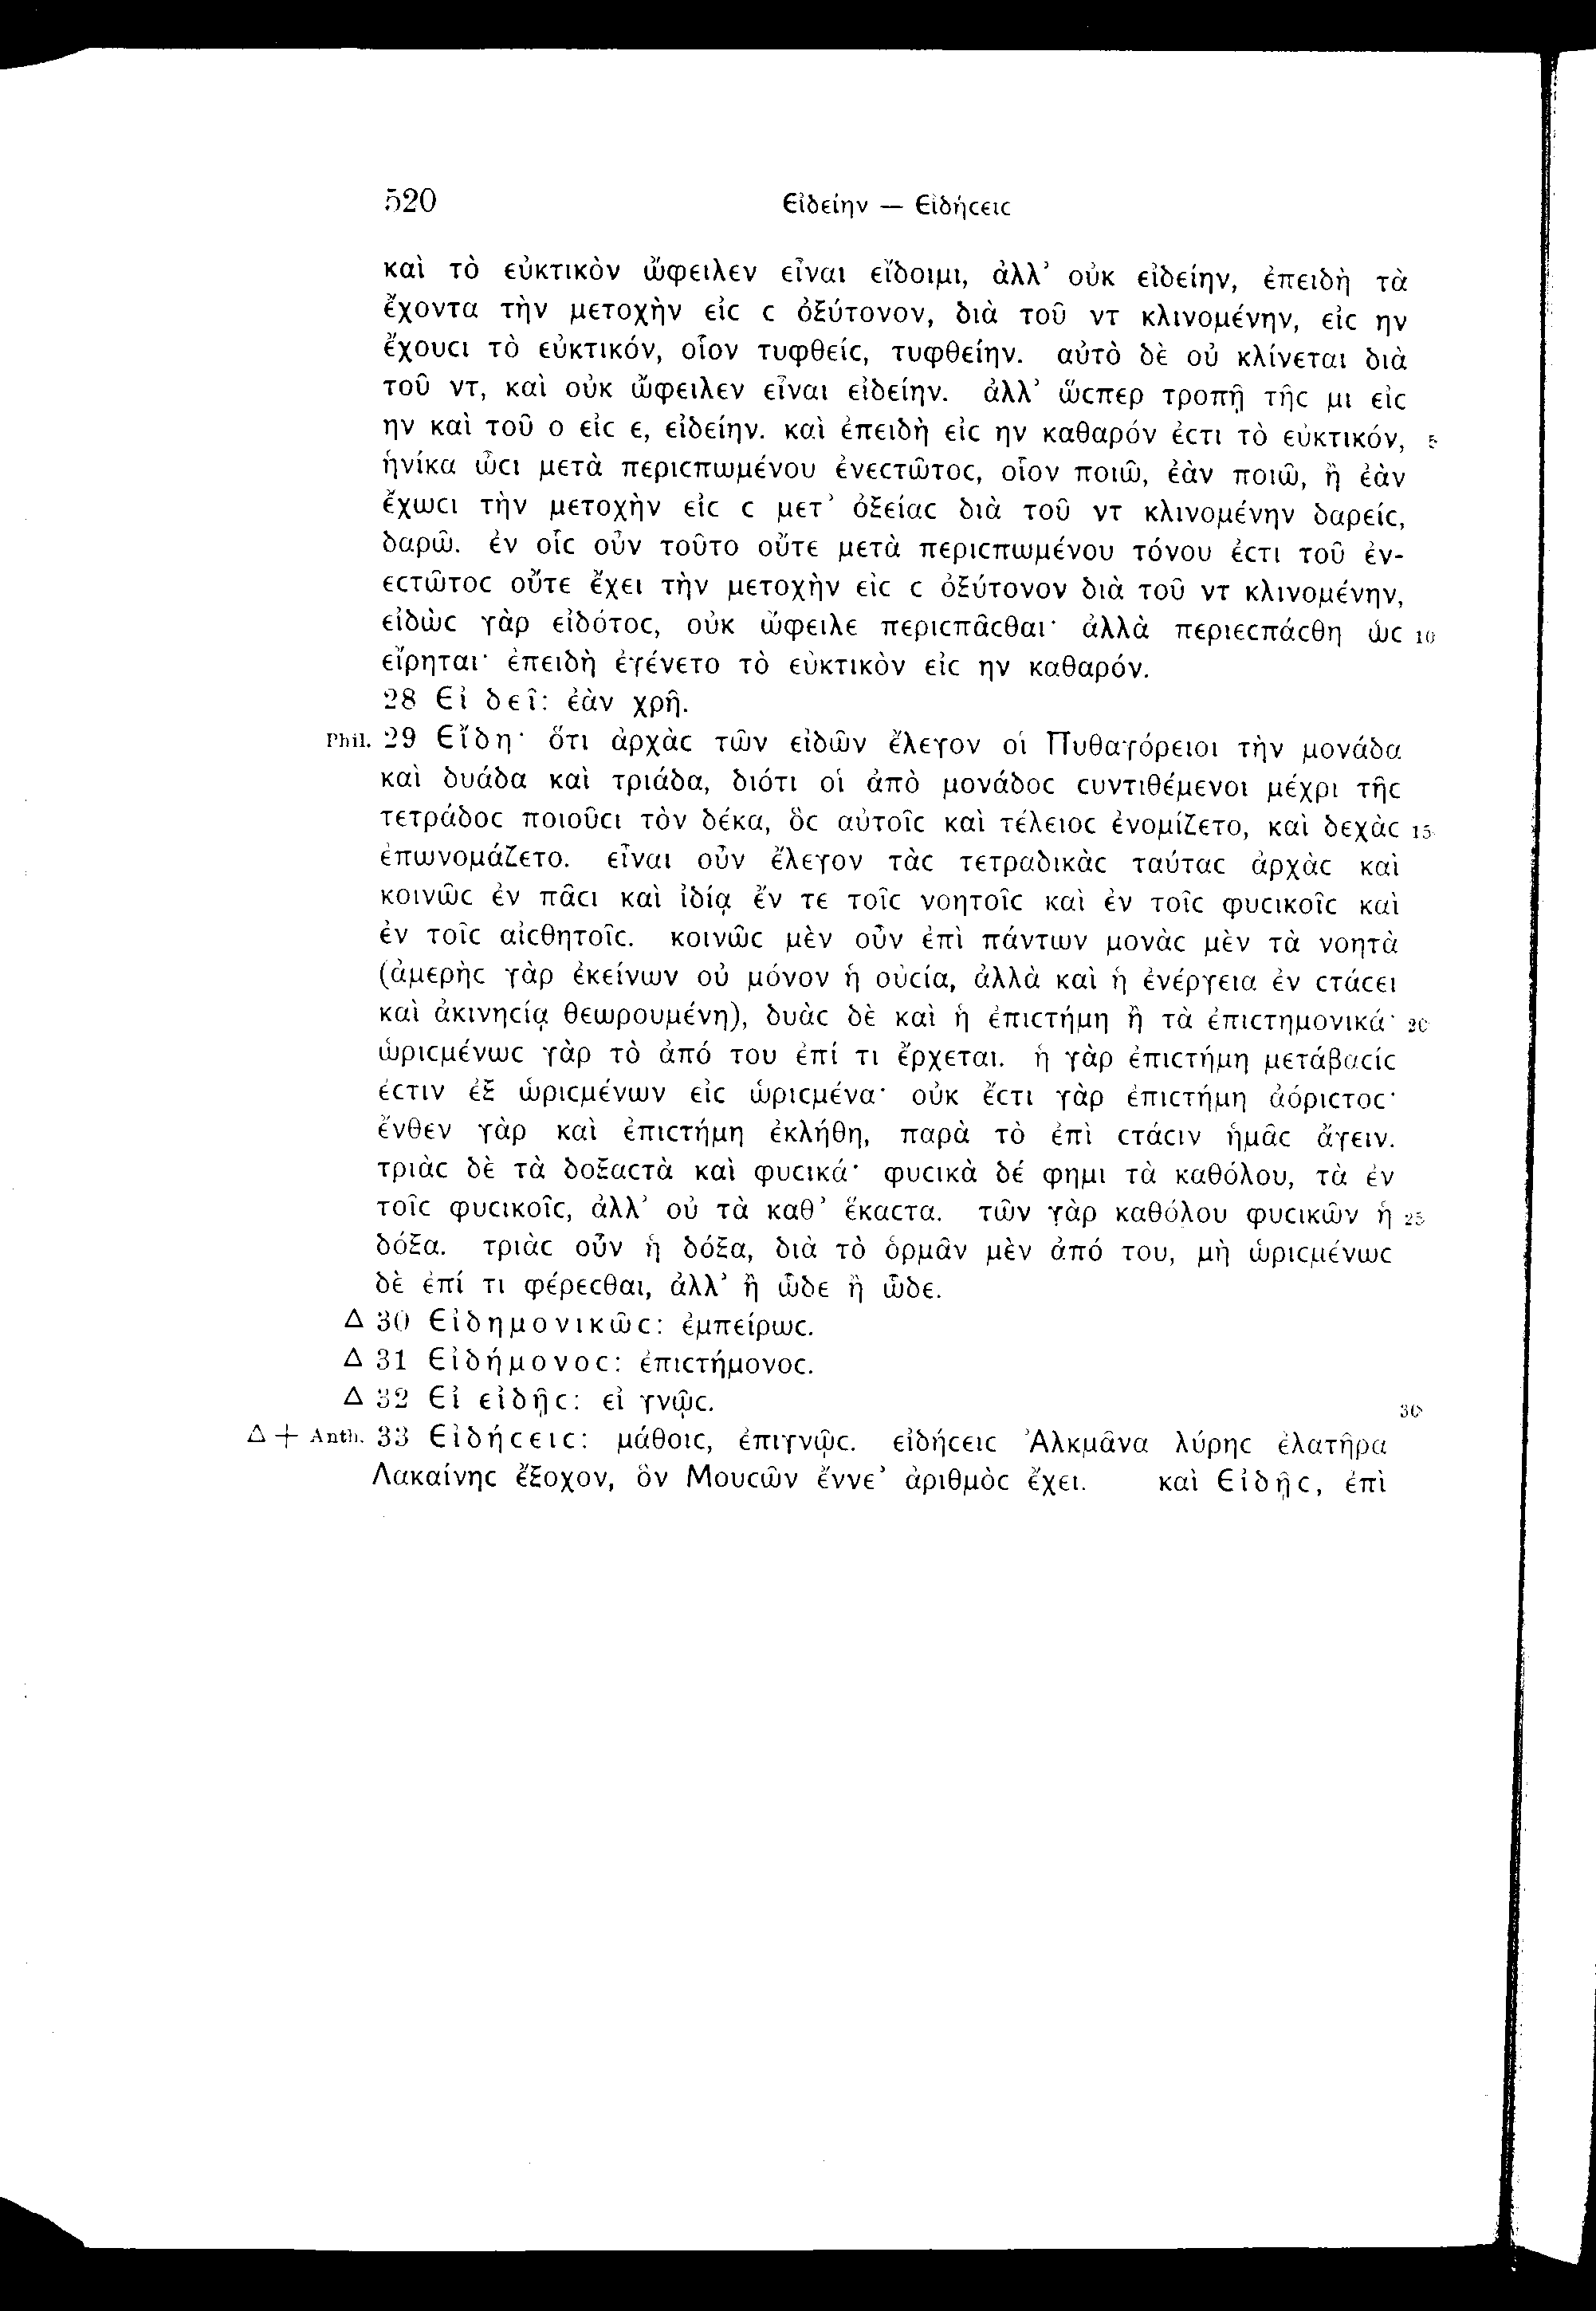 520 Εἰδείην — Εἰδήϲειϲ
καὶ τὸ εὐκτικὸν ὤφειλεν εἶναι εἴδοιμι, ἀλλ’ οὐκ εἰδείην, ἐπειδὴ τὰ
ἔχοντα τὴν μετοχὴν εἰϲ ϲ ὀξύτονον, διὰ τοῦ ντ κλινομένην, εἰϲ ην
ἔχουϲι τὸ εὐκτικόν, οἷον τυφθείϲ, τυφθείην. αὐτὸ δὲ οὐ κλίνεται διὰ
τοῦ ντ, καὶ οὐκ ὤφειλεν εἶναι εἰδείην. ἀλλ’ ὥϲπερ τροπῇ τῆϲ μι εἰϲ
ην καὶ τοῦ ο εἰϲ ε, εἰδείην. καὶ ἐπειδὴ εἰϲ ην καθαρόν ἐϲτι τὸ εὐκτικόν, 5
ἡνίκα ὦϲι μετὰ περιϲπωμένου ἐνεϲτῶτοϲ, οἷον ποιῶ, ἐὰν ποιῶ, ἢ ἐὰν
ἔχωϲι τὴν μετοχὴν εἰϲ ϲ μετ’ ὀξείαϲ διὰ τοῦ ντ κλινομένην δαρείϲ,
δαρῶ. ἐν οἷϲ οὖν τοῦτο οὔτε μετὰ περιϲπωμένου τόνου ἐϲτι τοῦ ἐν-
εϲτῶτοϲ οὔτε ἔχει τὴν μετοχὴν εἰϲ ϲ ὀξύτονον διὰ τοῦ ντ κλινομένην,
εἰδὼϲ γὰρ εἰδότοϲ, οὐκ ὤφειλε περιϲπᾶϲθαι· ἀλλὰ περιεϲπάϲθη ὡϲ 10
εἴρηται· ἐπειδὴ ἐγένετο τὸ εὐκτικὸν εἰϲ ην καθαρόν.
28 Εἰ δεῖ: ἐὰν χρῆ.
Phil. 29 Εἴδη· ὅτι ἀρχὰϲ τῶν εἰδῶν ἔλεγον οἱ Πυθαγόρειοι τὴν μονάδα
καὶ δυάδα καὶ τριάδα, διότι οἱ ἀπὸ μονάδοϲ ϲυντιθέμενοι μέχρι τῆϲ
τετράδοϲ ποιοῦϲι τὸν δέκα, ὃϲ αὐτοῖϲ καὶ τέλειοϲ ἐνομίζετο, καὶ δεχὰϲ 15
ἐπωνομάζετο. εἶναι οὖν ἔλεγον τὰϲ τετραδικὰϲ ταύταϲ ἀρχὰϲ καὶ
κοινῶϲ ἐν πᾶϲι καὶ ἰδίᾳ ἔν τε τοῖϲ νοητοῖϲ καὶ ἐν τοῖϲ φυϲικοῖϲ καὶ
ἐν τοῖϲ αἰϲθητοῖϲ. κοινῶϲ μὲν οὖν ἐπὶ πάντων μονὰϲ μὲν τὰ νοητὰ
(ἀμερὴϲ γὰρ ἐκείνων οὐ μόνον ἡ οὐϲία, ἀλλὰ καὶ ἡ ἐνέργεια ἐν ϲτάϲει
καὶ ἀκινηϲίᾳ θεωρουμένη), δυὰϲ δὲ καὶ ἡ ἐπιϲτήμη ἢ τὰ ἐπιϲτημονικά· 20
ὡριϲμένωϲ γὰρ τὸ ἀπό του ἐπί τι ἔρχεται. ἡ γὰρ ἐπιϲτήμη μετάβαϲίϲ
ἐϲτιν ἐξ ὡριϲμένων εἰϲ ὡριϲμένα· οὐκ ἔϲτι γὰρ ἐπιϲτήμη ἀόριϲτοϲ·
ἔνθεν γὰρ καὶ ἐπιϲτήμη ἐκλήθη, παρὰ τὸ ἐπὶ ϲτάϲιν ἡμᾶϲ ἄγειν.
τριὰϲ δὲ τὰ δοξαϲτὰ καὶ φυϲικά· φυϲικὰ δέ φημι τὰ καθόλου, τὰ ἐν
τοῖϲ φυϲικοῖϲ, ἀλλ’ οὐ τὰ καθ’ ἕκαϲτα. τῶν γὰρ καθόλου φυϲικῶν ἡ 25
δόξα. τριὰϲ οὖν ἡ δόξα, διὰ τὸ ὁρμᾶν μὲν ἀπό του, μὴ ὡριϲμένωϲ
δὲ ἐπί τι φέρεϲθαι, ἀλλ’ ἢ ὧδε ἢ ὧδε.
Δ 30 Εἰδημονικῶϲ: ἐμπείρωϲ.
Δ 31 Εἰδήμονοϲ: ἐπιϲτήμονοϲ.
Δ 32 Εἰ εἰδῇϲ: εἰ γνῷϲ. 30
Δ + Anth. 33 Εἰδήϲειϲ: μάθοιϲ, ἐπιγνῷϲ. εἰδήϲειϲ Ἀλκμᾶνα λύρηϲ ἐλατῆρα
Λακαίνηϲ ἔξοχον, ὃν Μουϲῶν ἔννε’ ἀριθμὸϲ ἔχει. καὶ Εἰδῇϲ, ἐπὶ